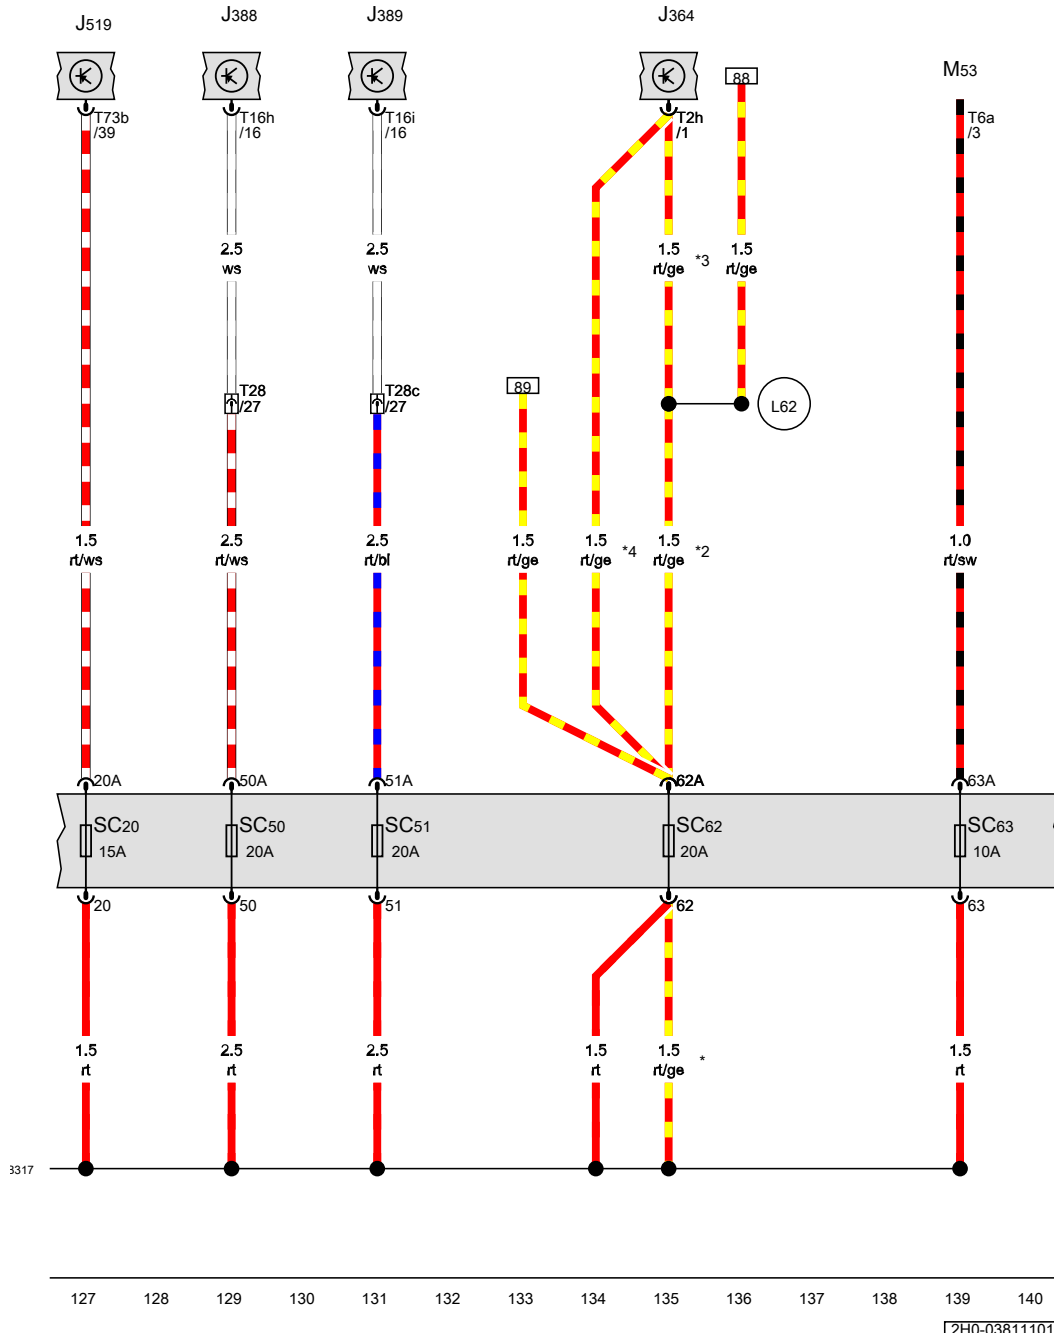 J519
J388
J389
J364
M53
88
T73b
/39
T16h
/16
T16i
/16
T2h
/1
T6a
/3
2.5
ws
2.5
ws
1.5
rt/ge
*3
1.5
rt/ge
89
T28
/27
T28c
/27
L62
1.5
rt/ws
2.5
rt/ws
2.5
rt/bl
1.5
rt/ge
1.5
rt/ge
*4
1.5
rt/ge
*2
1.0
rt/sw
20A
50A
51A
62A
63A
SC20
15A
SC50
20A
SC51
20A
SC62
20A
SC63
10A
20
50
51
62
63
1.5
rt
2.5
rt
2.5
rt
1.5
rt
1.5
rt/ge
*
1.5
rt
3317
127 128 129 130 131 132 133 134 135 136 137 138 139 140
2H0-03811101